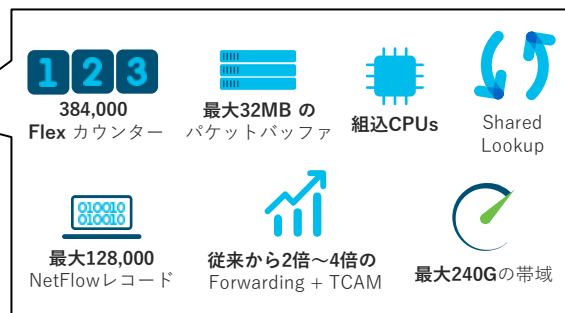 1 2 3
384,000
Flex カウンター
最大32MB の
パケットバッファ
組込CPUs
Shared
Lookup
010010
010010
最大128,000
NetFlowレコード
従来から2倍～4倍の
Forwarding + TCAM
最大240Gの帯域